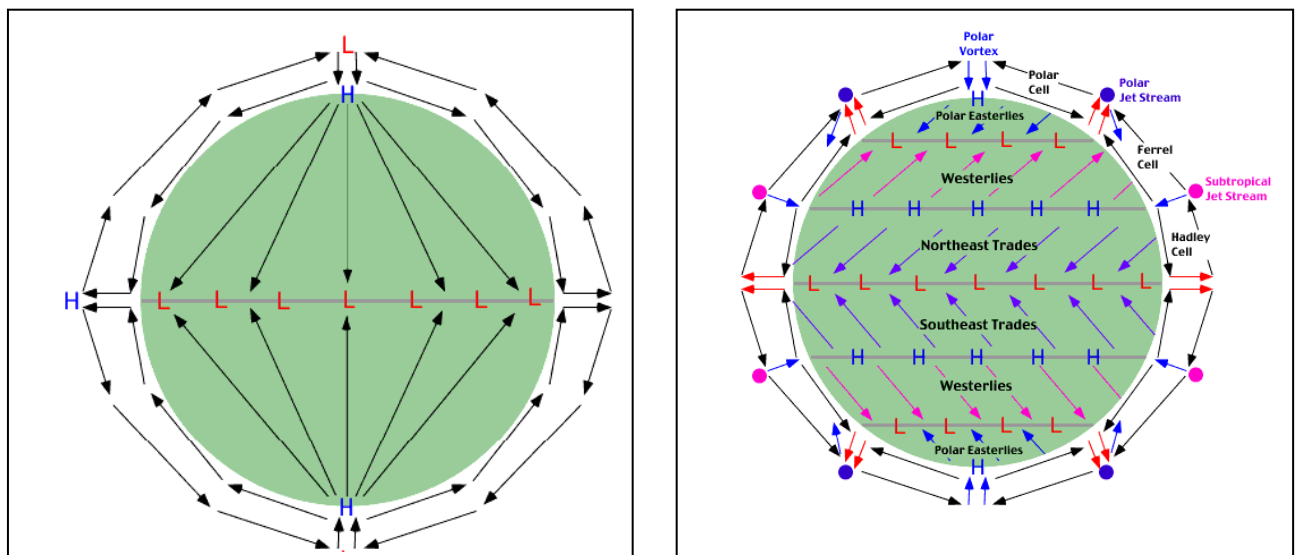 L
H
H
L L L L L L L
H
Polar
Vortex
Polar
Cell
Polar
Jet Stream
H
Polar Easterlies
L L L L
Ferrel
Cell
Westerlies
Subtropical
Jet Stream
H H H H H
Hadley
Cell
Northeast Trades
L L L L L L L
Southeast Trades
H H H H H
Westerlies
L L L L
Polar Easterlies
H